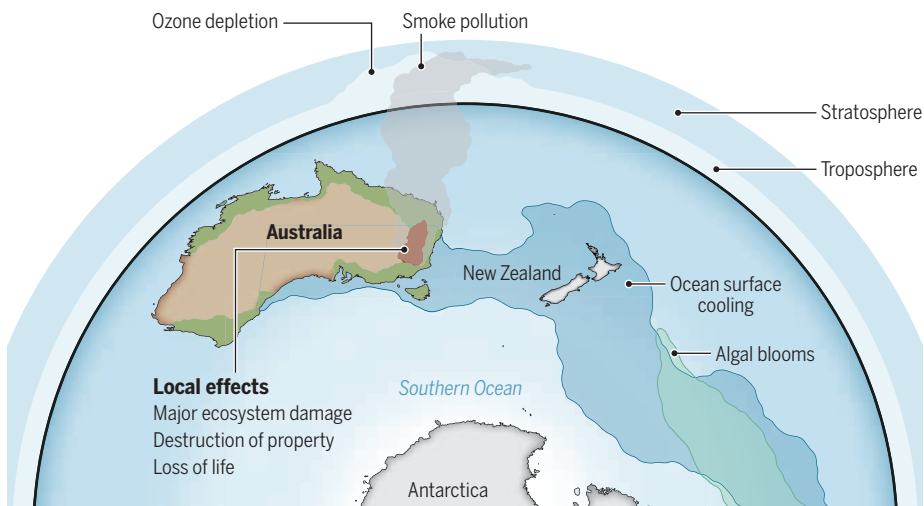 Ozone depletion
Smoke pollution
Stratosphere
Troposphere
Australia
New Zealand
Ocean surface
cooling
Algal blooms
Local effects
Major ecosystem damage
Destruction of property
Loss of life
Southern Ocean
Antarctica